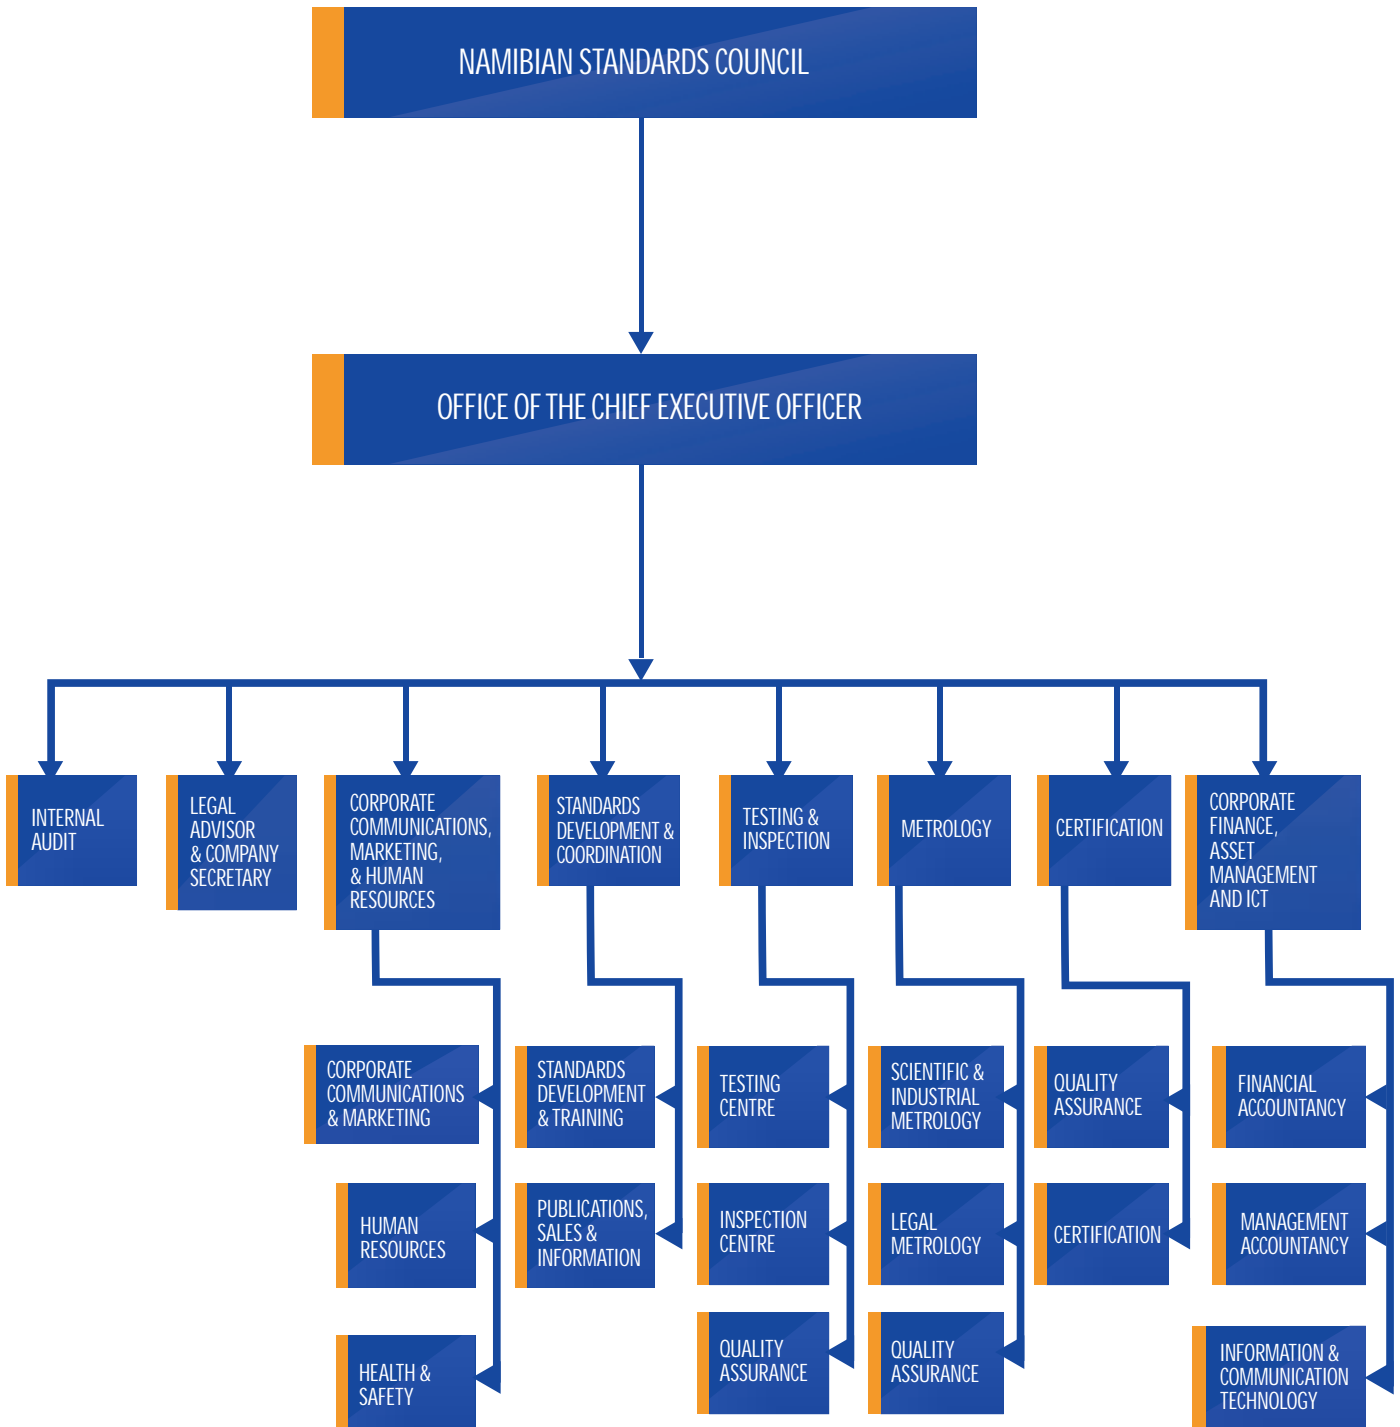 NAMIBIAN STANDARDS COUNCIL
OFFICE OF THE CHIEF EXECUTIVE OFFICER
INTERNAL
AUDIT
LEGAL
ADVISOR
& COMPANY
SECRETARY
CORPORATE
COMMUNICATIONS,
MARKETING,
& HUMAN
RESOURCES
STANDARDS
DEVELOPMENT &
COORDINATION
TESTING &
INSPECTION
METROLOGY
CERTIFICATION
CORPORATE
FINANCE,
ASSET
MANAGEMENT
AND ICT
CORPORATE
COMMUNICATIONS
& MARKETING
STANDARDS
DEVELOPMENT
& TRAINING
TESTING
CENTRE
SCIENTIFIC &
INDUSTRIAL
METROLOGY
QUALITY
ASSURANCE
FINANCIAL
ACCOUNTANCY
HUMAN
RESOURCES
PUBLICATIONS,
SALES &
INFORMATION
INSPECTION
CENTRE
LEGAL
METROLOGY
CERTIFICATION
MANAGEMENT
ACCOUNTANCY
HEALTH &
SAFETY
QUALITY
ASSURANCE
QUALITY
ASSURANCE
INFORMATION &
COMMUNICATION
TECHNOLOGY